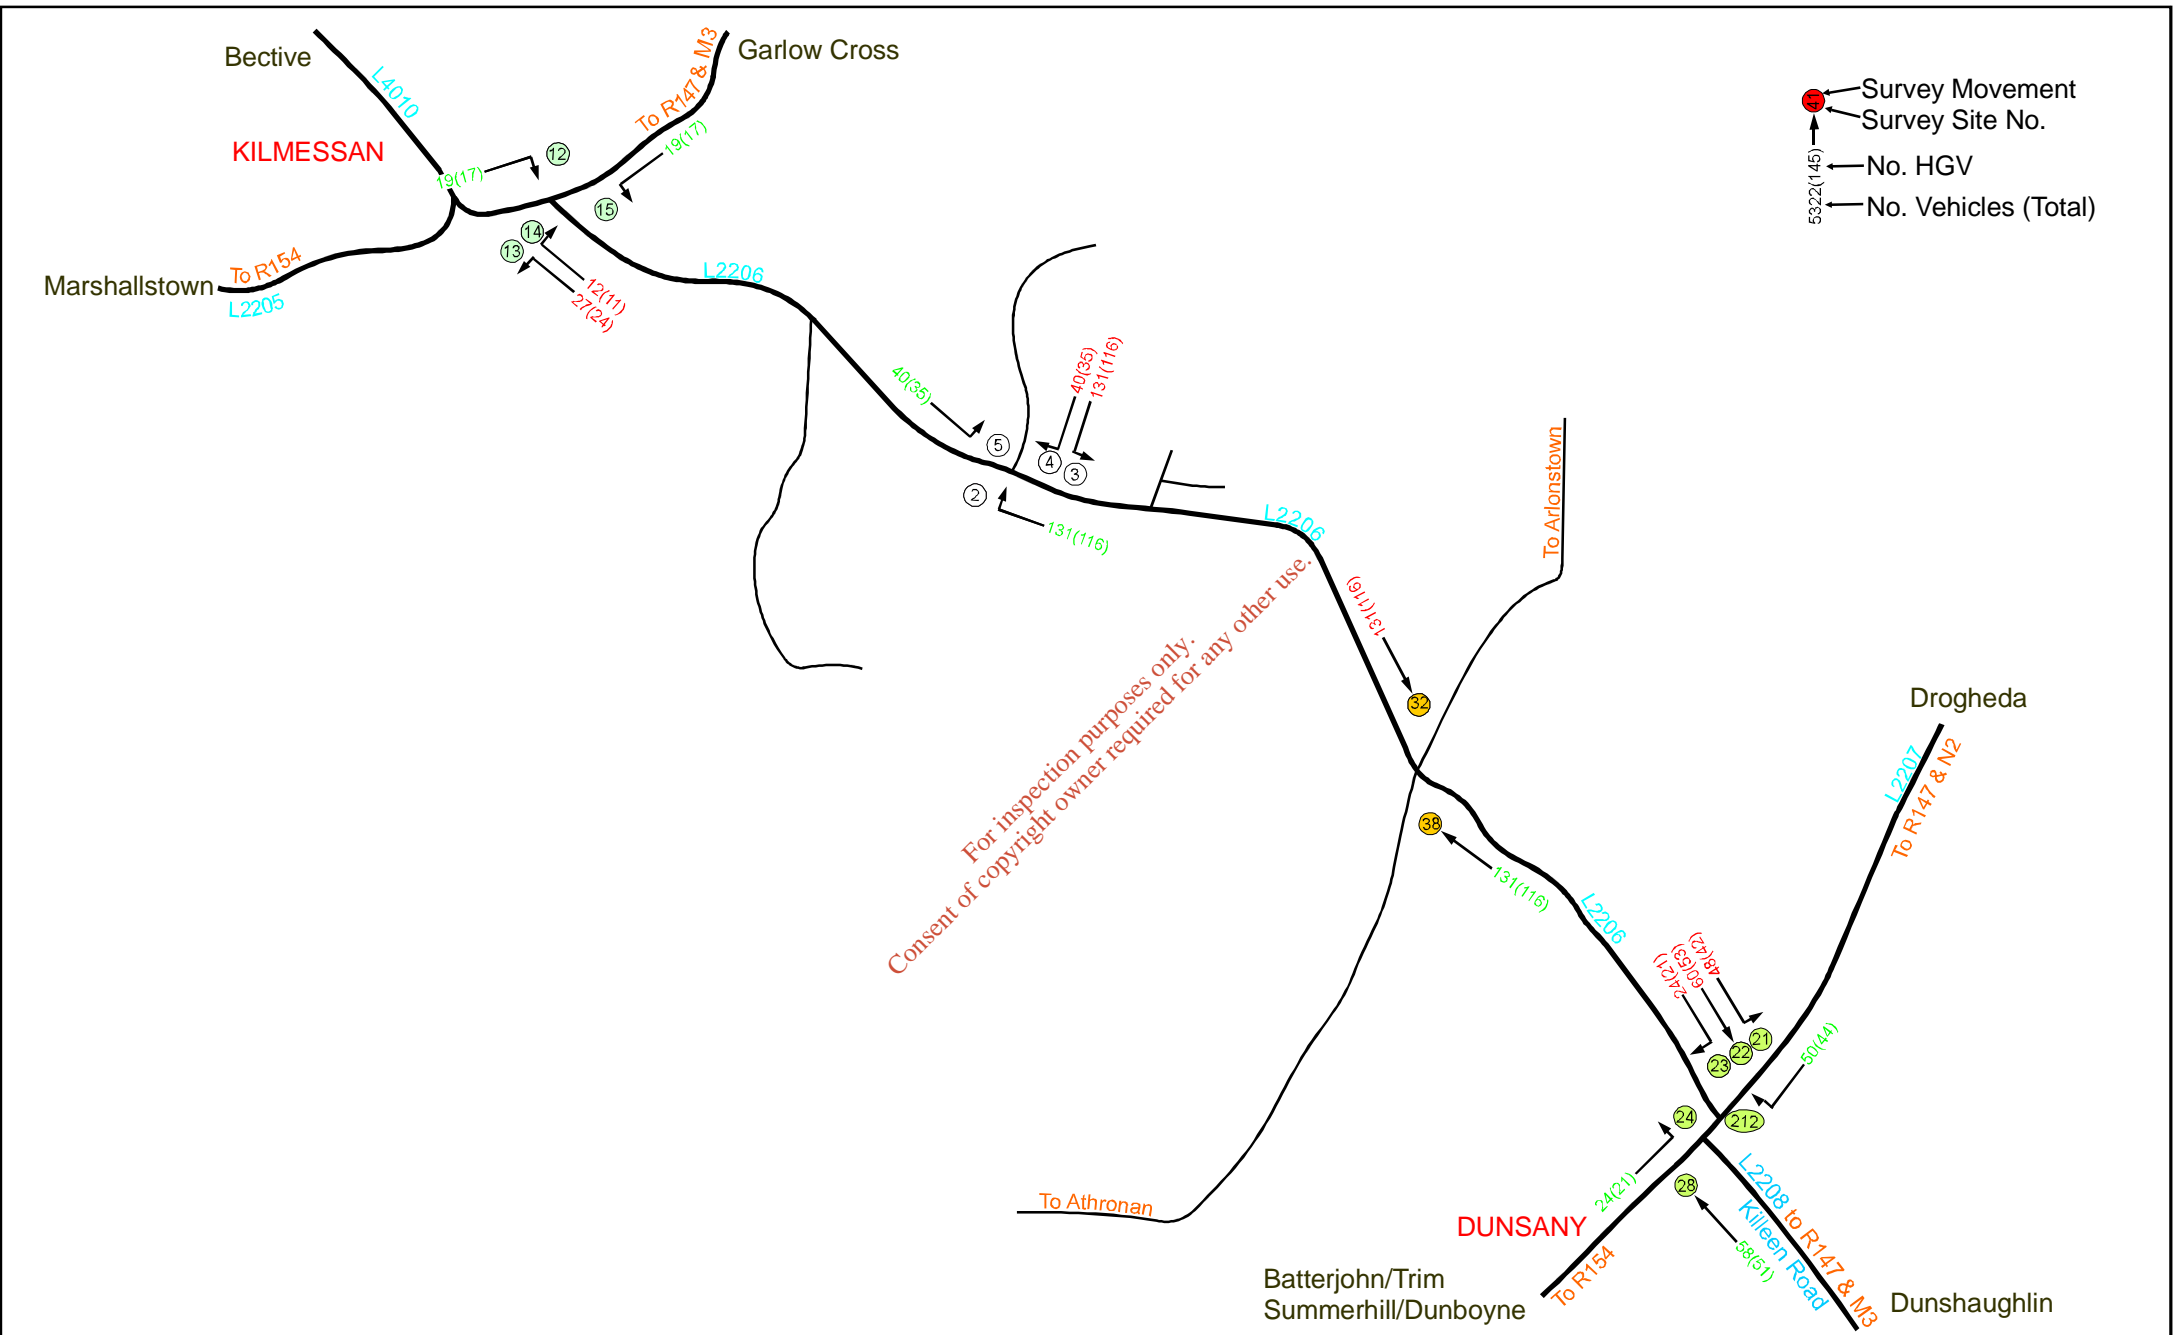 Bective
L4010
To R147 & M3
Garlow Cross
41
Survey Movement
Survey Site No.
5322(145)
No. HGV
No. Vehicles (Total)
KILMESSAN
19(17)
12
19(17)
15
14
13
12(11)
27(24)
Marshallstown
To R154
L2205
L2206
40(35)
5
40(35)
131(116)
4
3
2
131(116)
L2206
To Arlonstown
131(116)
32
For inspection purposes only.
Consent of copyright owner required for any other use.
38
131(116)
L2206
Drogheda
L2207
To R147 & N2
24(21)
60(53)
48(42)
23
22
21
50(44)
24
212
24(21)
28
58(51)
To Athronan
DUNSANY
To R154
L2208 to R147 & M3
Killeen Road
Batterjohn/Trim
Summerhill/Dunboyne
Dunshaughlin